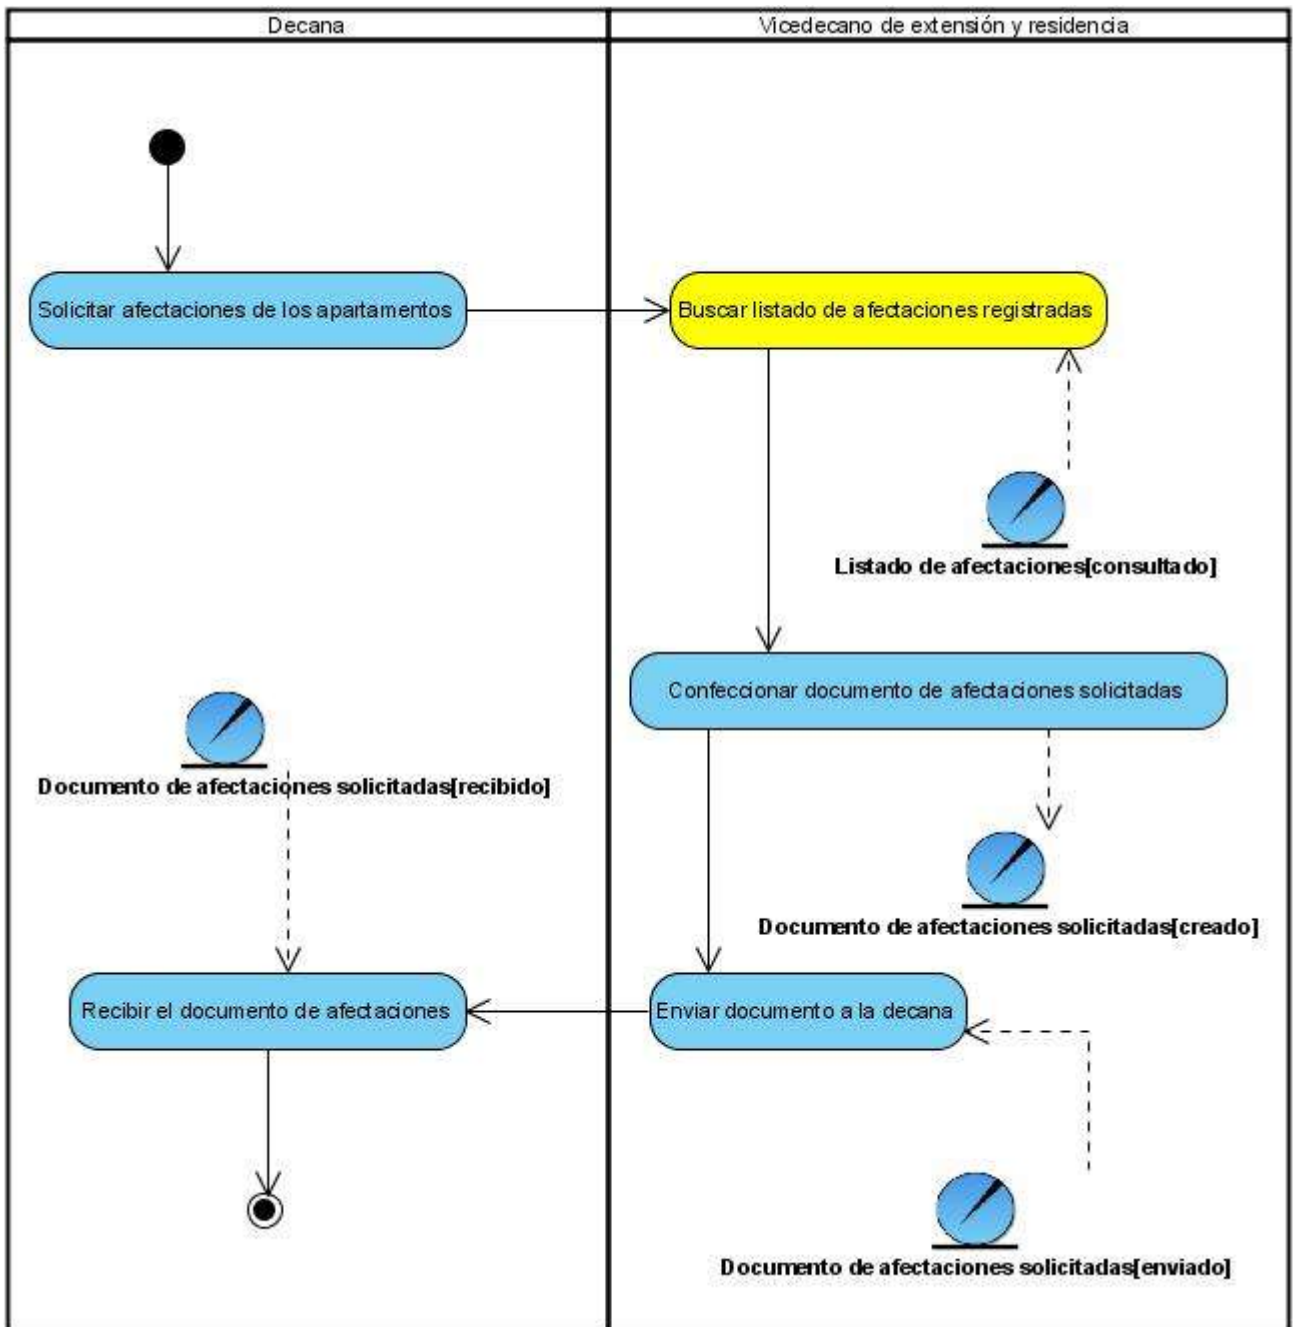 Decana
Vicedecano de extensión y residencia
Solicitar afectaciones de los apartamentos
Buscar listado de afectaciones registradas
Listado de afectaciones[consultado]
Confeccionar documento de afectaciones solicitadas
Documento de afectaciones solicitadas[recibido]
Documento de afectaciones solicitadas[creado]
Recibir el documento de afectaciones
Enviar documento a la decana
Documento de afectaciones solicitadas[enviado]